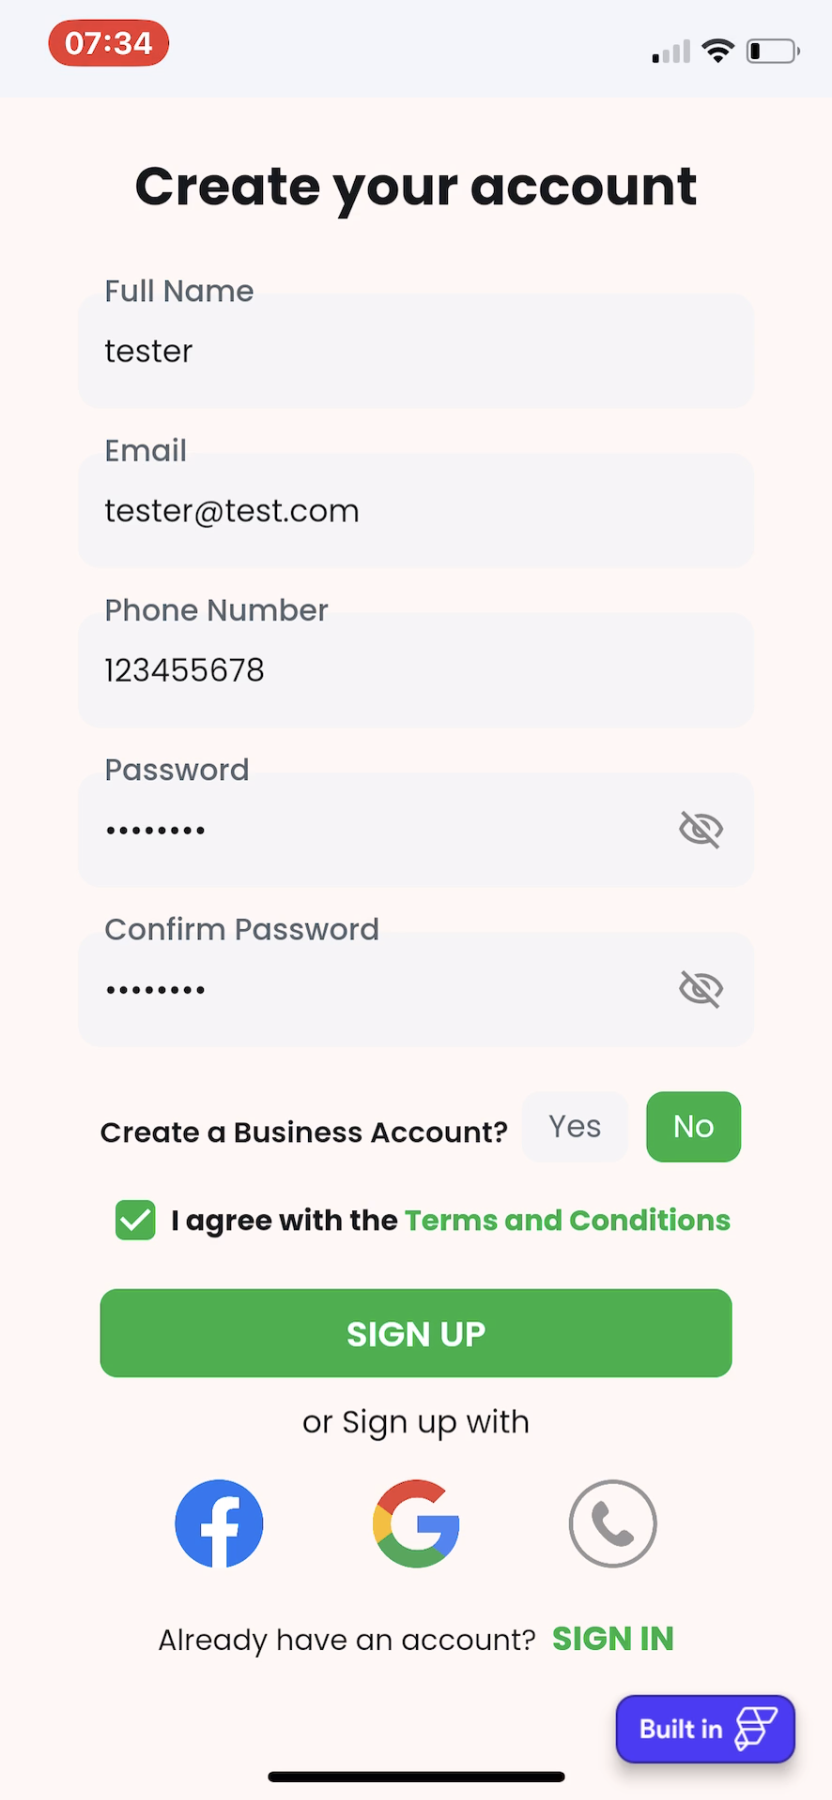 07:34
Create your account
Full Name
tester
Email
tester@test.com
Phone Number
123455678
Password
••••••••
Confirm Password
••••••••
Create a Business Account? Yes No
I agree with the Terms and Conditions
SIGN UP
or Sign up with
Already have an account? SIGN IN
Built in